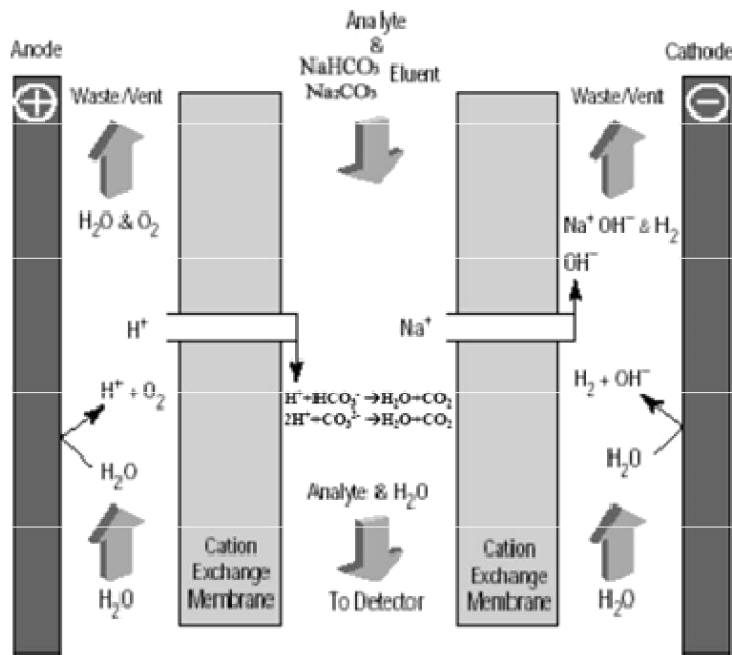 Anode
+
Waste/Vent
H₂O & O₂
H⁺
H⁺ + O₂
H₂O
H₂O
Cation
Exchange
Membrane
Analyte
&
NaHCO₃ Eluent
Na₂CO₃
H⁺+HCO₃⁻→H₂O+CO₂
2H⁺+CO₃²⁻→H₂O+CO₂
Analyte & H₂O
To Detector
Na⁺
Cation
Exchange
Membrane
Cathode
−
Waste/Vent
Na⁺ OH⁻ & H₂
OH⁻
H₂ + OH⁻
H₂O
H₂O